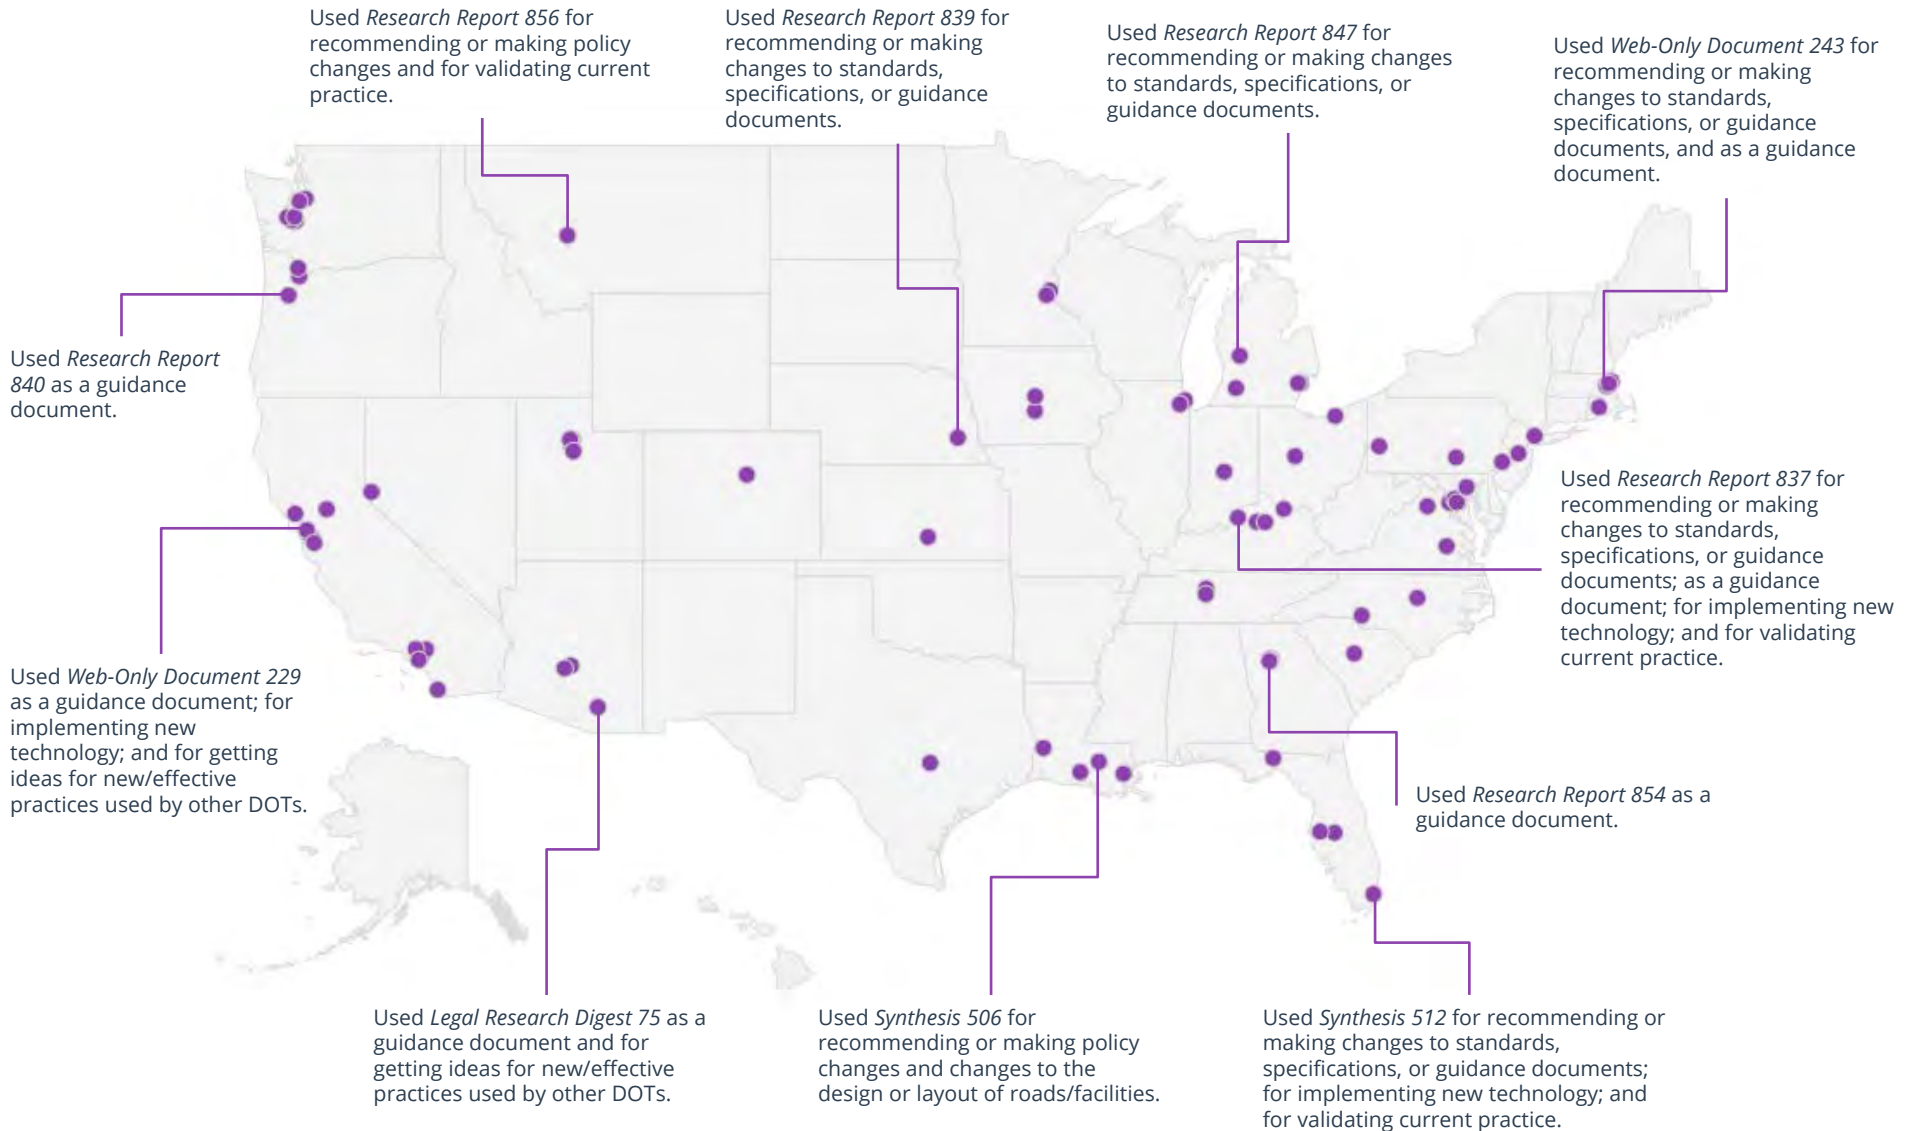 Used Research Report 856 for
recommending or making policy
changes and for validating current
practice.
Used Research Report 839 for
recommending or making
changes to standards,
specifications, or guidance
documents.
Used Research Report 847 for
recommending or making changes
to standards, specifications, or
guidance documents.
Used Web-Only Document 243 for
recommending or making
changes to standards,
specifications, or guidance
documents, and as a guidance
document.
Used Research Report
840 as a guidance
document.
Used Research Report 837 for
recommending or making
changes to standards,
specifications, or guidance
documents; as a guidance
document; for implementing new
technology; and for validating
current practice.
Used Web-Only Document 229
as a guidance document; for
implementing new
technology; and for getting
ideas for new/effective
practices used by other DOTs.
Used Research Report 854 as a
guidance document.
Used Legal Research Digest 75 as a
guidance document and for
getting ideas for new/effective
practices used by other DOTs.
Used Synthesis 506 for
recommending or making policy
changes and changes to the
design or layout of roads/facilities.
Used Synthesis 512 for recommending or
making changes to standards,
specifications, or guidance documents;
for implementing new technology; and
for validating current practice.